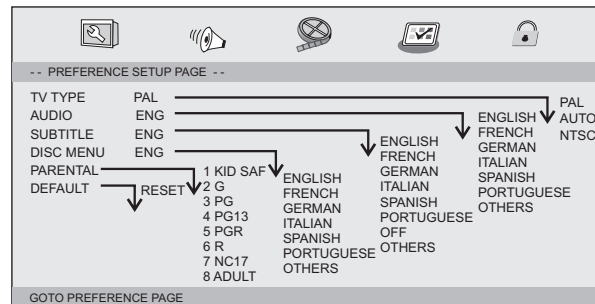 -- PREFERENCE SETUP PAGE --
TV TYPE PAL
AUDIO ENG
SUBTITLE ENG
DISC MENU ENG
PARENTAL
DEFAULT RESET
1 KID SAF
2 G
3 PG
4 PG13
5 PGR
6 R
7 NC17
8 ADULT
ENGLISH
FRENCH
GERMAN
ITALIAN
SPANISH
PORTUGUESE
OTHERS
ENGLISH
FRENCH
GERMAN
ITALIAN
SPANISH
PORTUGUESE
OFF
OTHERS
ENGLISH
FRENCH
GERMAN
ITALIAN
SPANISH
PORTUGUESE
OTHERS
PAL
AUTO
NTSC
GOTO PREFERENCE PAGE